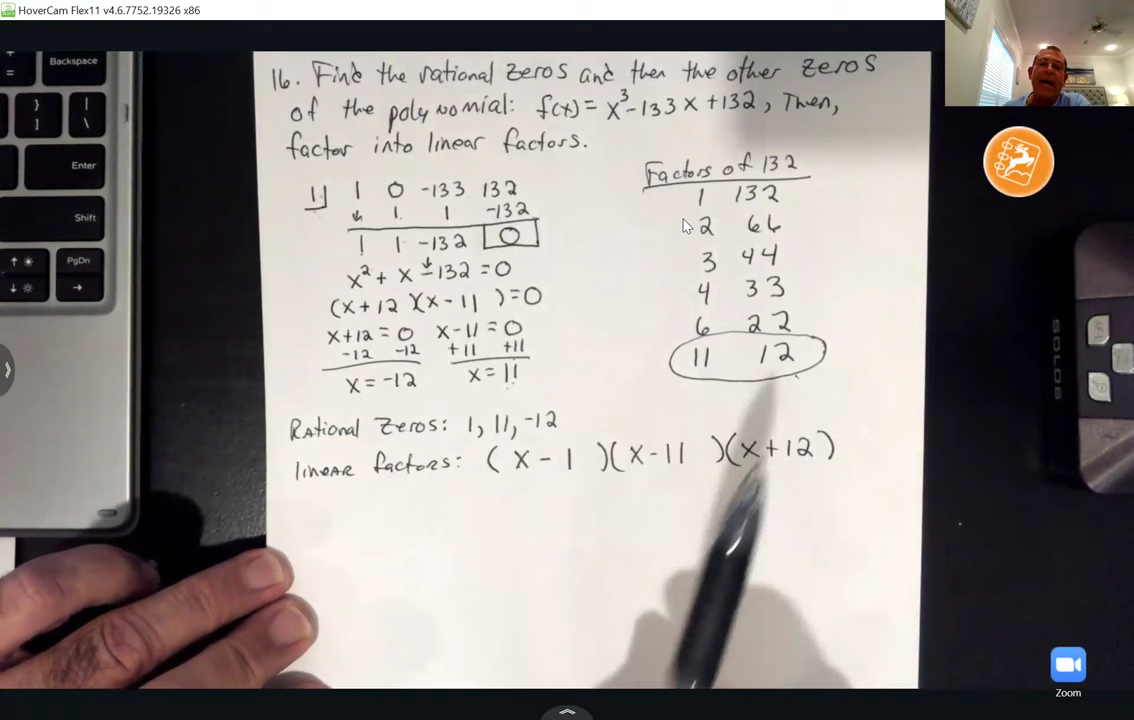 HoverCam Flex11 v4.6.7752.19326 x86
16. Find the rational zeros and then the other zeros
of the polynomial: f(x) = x³-133x+132, Then,
factor into linear factors.
1 1 0 -133 132
1 1 -132
1 1 -132 0
x² + x - 132 = 0
(x+12)(x-11) = 0
x+12 = 0 x-11 = 0
-12 -12 +11 +11
x = -12 x = 11
Factors of 132
1 132
2 66
3 44
4 33
6 22
11 12
Rational zeros: 1, 11, -12
linear factors: (x-1)(x-11)(x+12)
Backspace
+
=
}
]
|
\
Enter
Shift
PgDn
SOLOS
Zoom